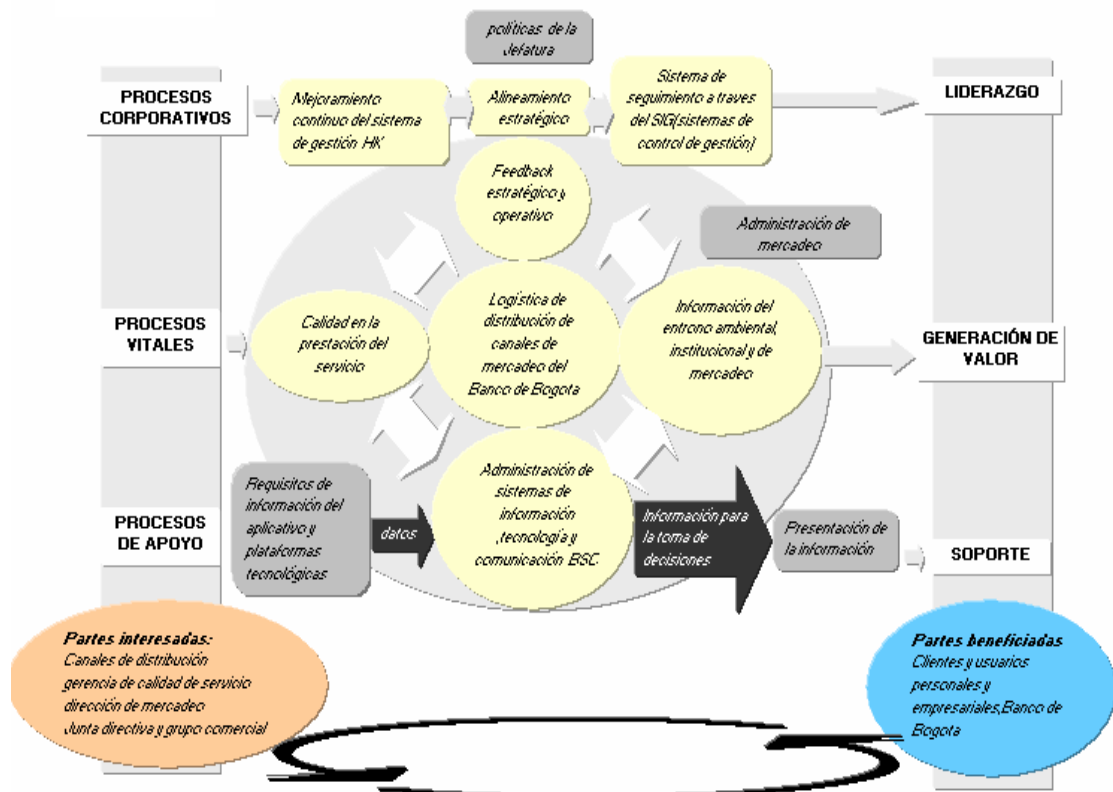 políticas de la
Jefatura
PROCESOS
CORPORATIVOS
Mejoramiento
continuo del sistema
de gestión HK
Alineamiento
estratégico
Sistema de
seguimiento a traves
del SIG(sistemas de
control de gestión)
LIDERAZGO
Feedback
estratégico y
operativo
Administración de
mercadeo
PROCESOS
VITALES
Calidad en la
prestación del
servicio
Logística de
distribución de
canales de
mercadeo del
Banco de Bogota
Información del
entrono ambiental,
institucional y de
mercadeo
GENERACIÓN DE
VALOR
PROCESOS
DE APOYO
Requisitos de
información del
aplicativo y
plataformas
tecnológicas
datos
Administración de
sistemas de
información
,tecnología y
comunicación BSC.
Información para
la toma de
decisiones
Presentación de
la información
SOPORTE
Partes interesadas:
Canales de distribución
gerencia de calidad de servicio
dirección de mercadeo
Junta directiva y grupo comercial
Partes beneficiadas
Clientes y usuarios
personales y
empresariales,Banco de
Bogota